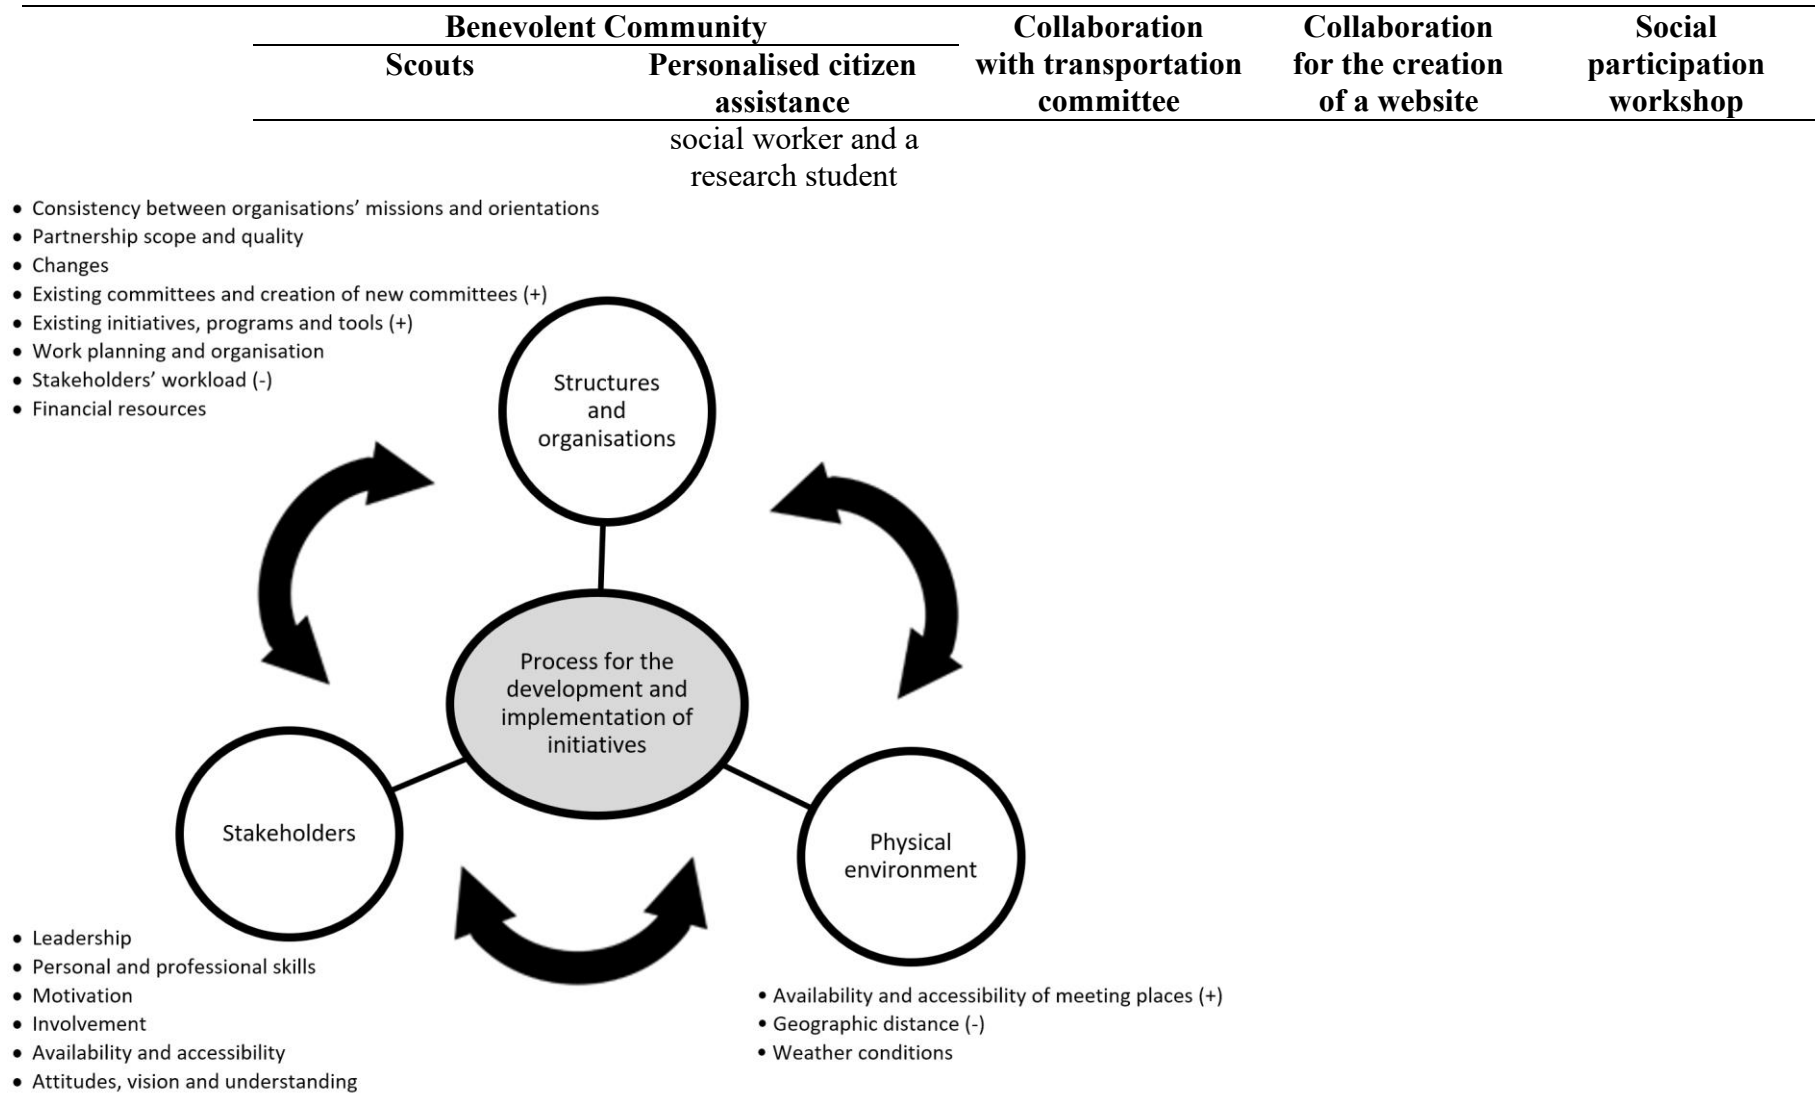 Benevolent Community
Scouts
Personalised citizen
assistance
Collaboration
with transportation
committee
Collaboration
for the creation
of a website
Social
participation
workshop
social worker and a
research student
• Consistency between organisations’ missions and orientations
• Partnership scope and quality
• Changes
• Existing committees and creation of new committees (+)
• Existing initiatives, programs and tools (+)
• Work planning and organisation
• Stakeholders’ workload (-)
• Financial resources
Structures
and
organisations
Process for the
development and
implementation of
initiatives
Stakeholders
Physical
environment
• Leadership
• Personal and professional skills
• Motivation
• Involvement
• Availability and accessibility
• Attitudes, vision and understanding
• Availability and accessibility of meeting places (+)
• Geographic distance (-)
• Weather conditions